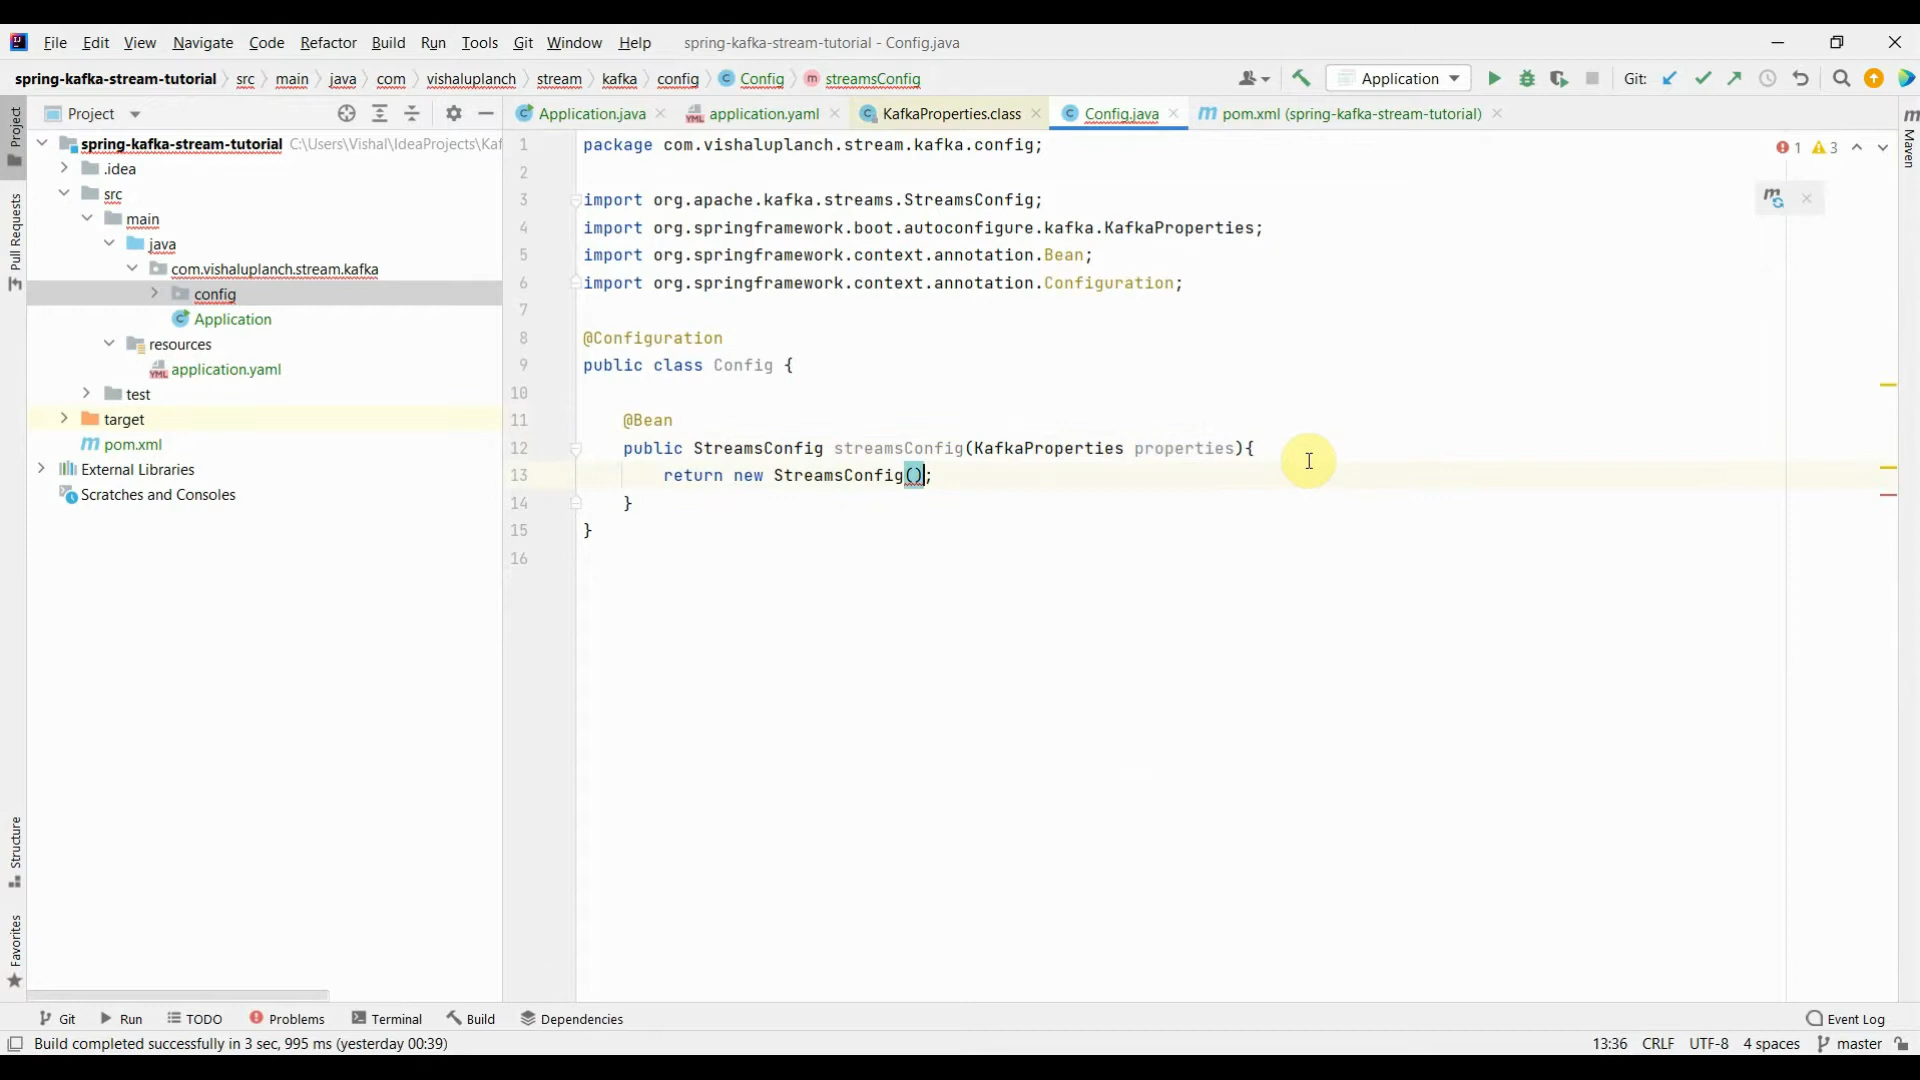 File Edit View Navigate Code Refactor Build Run Tools Git Window Help spring-kafka-stream-tutorial - Config.java
spring-kafka-stream-tutorial src main java com vishaluplanch stream kafka config Config streamsConfig Application Git:
Project
Application.java application.yaml KafkaProperties.class Config.java pom.xml (spring-kafka-stream-tutorial)
spring-kafka-stream-tutorial C:\Users\Vishal\IdeaProjects\Kaf
.idea
src
main
java
com.vishaluplanch.stream.kafka
config
Application
resources
application.yaml
test
target
pom.xml
External Libraries
Scratches and Consoles
1 package com.vishaluplanch.stream.kafka.config;
2
3 import org.apache.kafka.streams.StreamsConfig;
4 import org.springframework.boot.autoconfigure.kafka.KafkaProperties;
5 import org.springframework.context.annotation.Bean;
6 import org.springframework.context.annotation.Configuration;
7
8 @Configuration
9 public class Config {
10
11 @Bean
12 public StreamsConfig streamsConfig(KafkaProperties properties){
13 return new StreamsConfig();
14 }
15 }
16
1 3
Project
Pull Requests
Structure
Favorites
Maven
Git Run TODO Problems Terminal Build Dependencies Event Log
Build completed successfully in 3 sec, 995 ms (yesterday 00:39) 13:36 CRLF UTF-8 4 spaces master